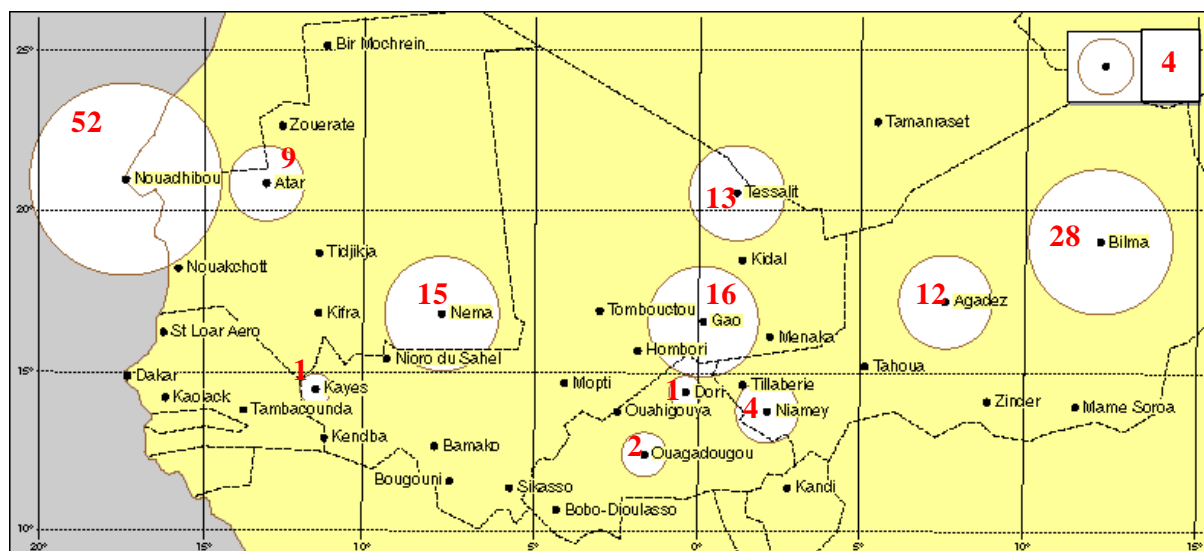 25°
Bir Mochrein
4
52
Zouerate
Tamanraset
9
Nouadhibou
Atar
Tessalit
13
20°
28
Bilma
Tidjikja
Kidal
Nouakchott
15
16
12
Agadez
Kifra
Nema
Tombouctou
Gao
St Loar Aero
Menaka
Hombori
Nioro du Sahel
Tahoua
15°
1
Dakar
Kayes
Mopti
1
Dori
Tillaberie
Kaolack
Tambacounda
Ouahigouya
4
Niamey
Zinder
Mame Soroa
Kendba
Bamako
2
Ouagadougou
Bougouni
Sikasso
Kandi
Bobo-Dioulasso
10°
20°
15°
10°
5°
0°
5°
10°
15°